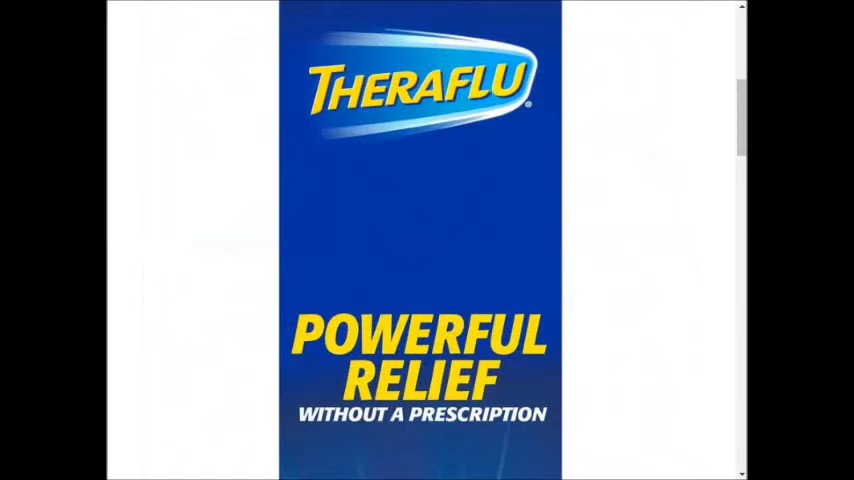 THERAFLU®
POWERFUL
RELIEF
WITHOUT A PRESCRIPTION